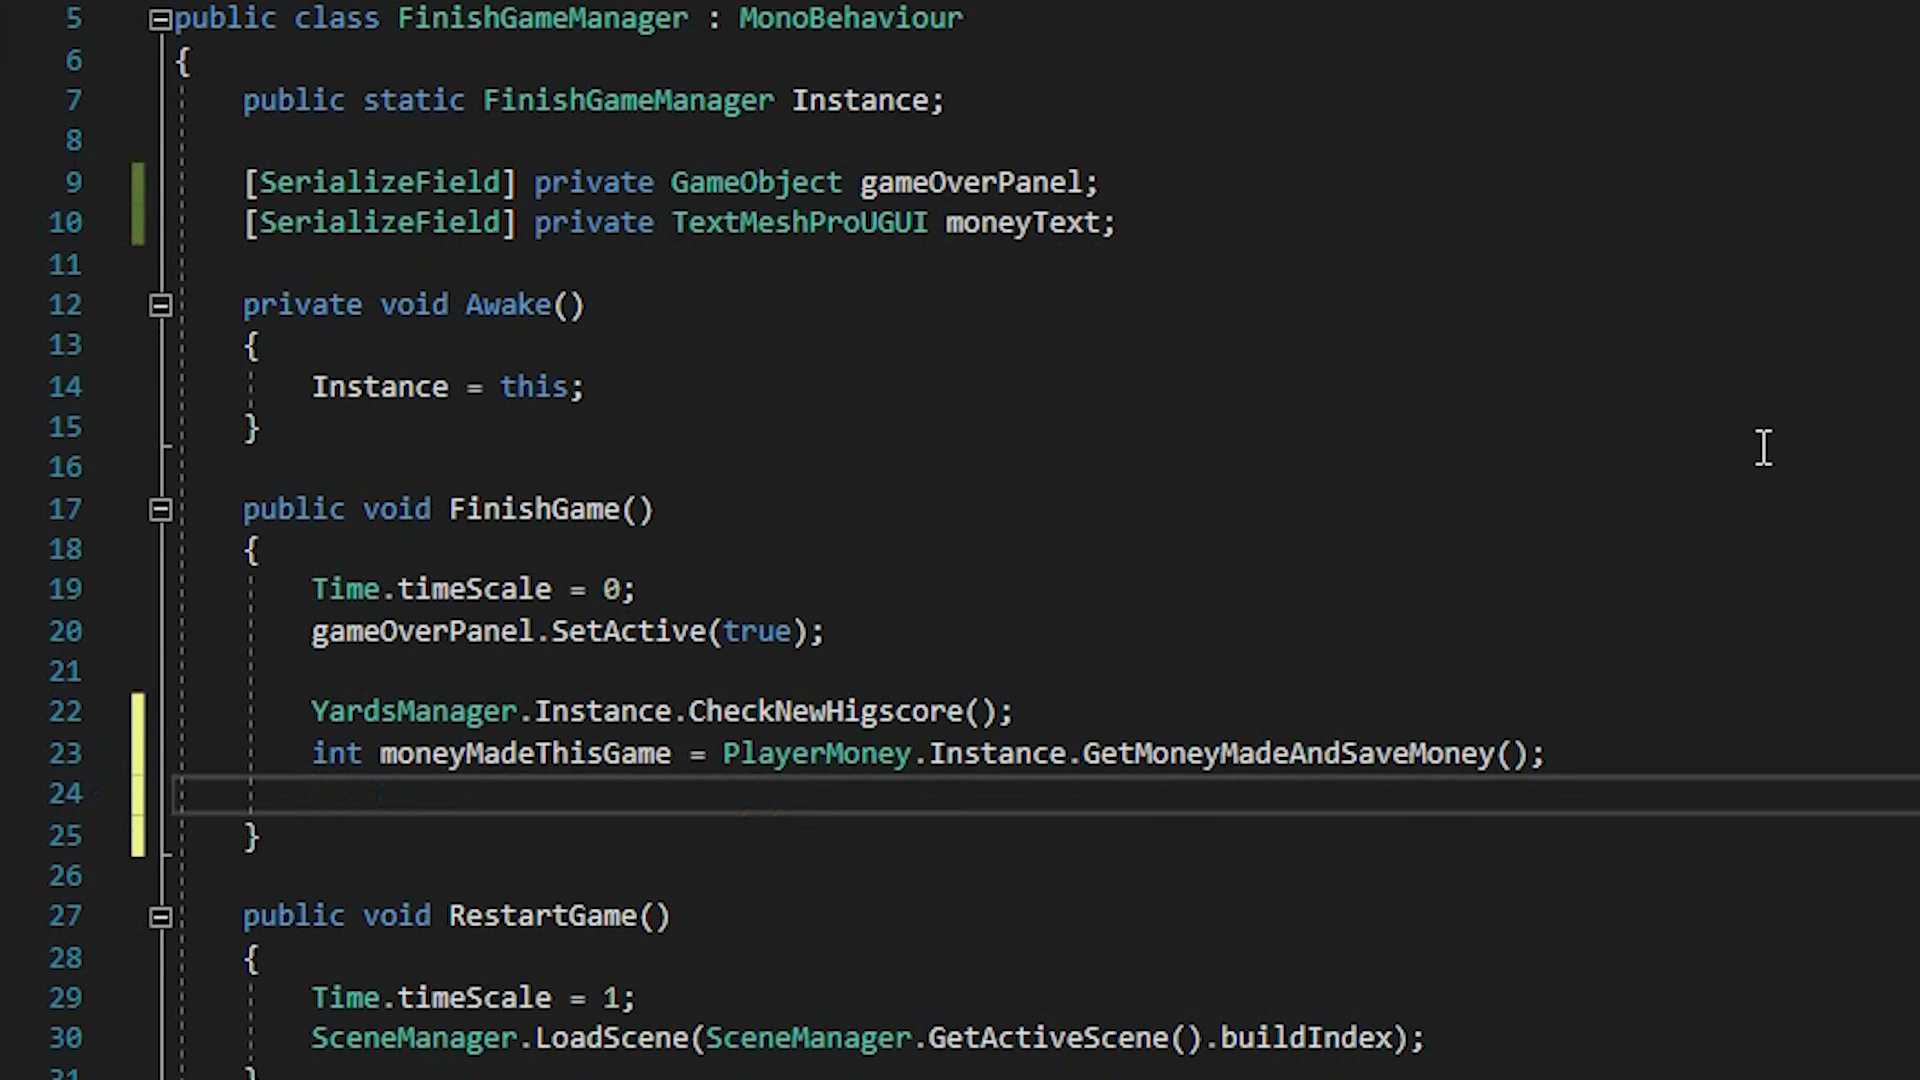 5 public class FinishGameManager : MonoBehaviour
6 {
7 public static FinishGameManager Instance;
8
9 [SerializeField] private GameObject gameOverPanel;
10 [SerializeField] private TextMeshProUGUI moneyText;
11
12 private void Awake()
13 {
14 Instance = this;
15 }
16
17 public void FinishGame()
18 {
19 Time.timeScale = 0;
20 gameOverPanel.SetActive(true);
21
22 YardsManager.Instance.CheckNewHigscore();
23 int moneyMadeThisGame = PlayerMoney.Instance.GetMoneyMadeAndSaveMoney();
24
25 }
26
27 public void RestartGame()
28 {
29 Time.timeScale = 1;
30 SceneManager.LoadScene(SceneManager.GetActiveScene().buildIndex);
31 }